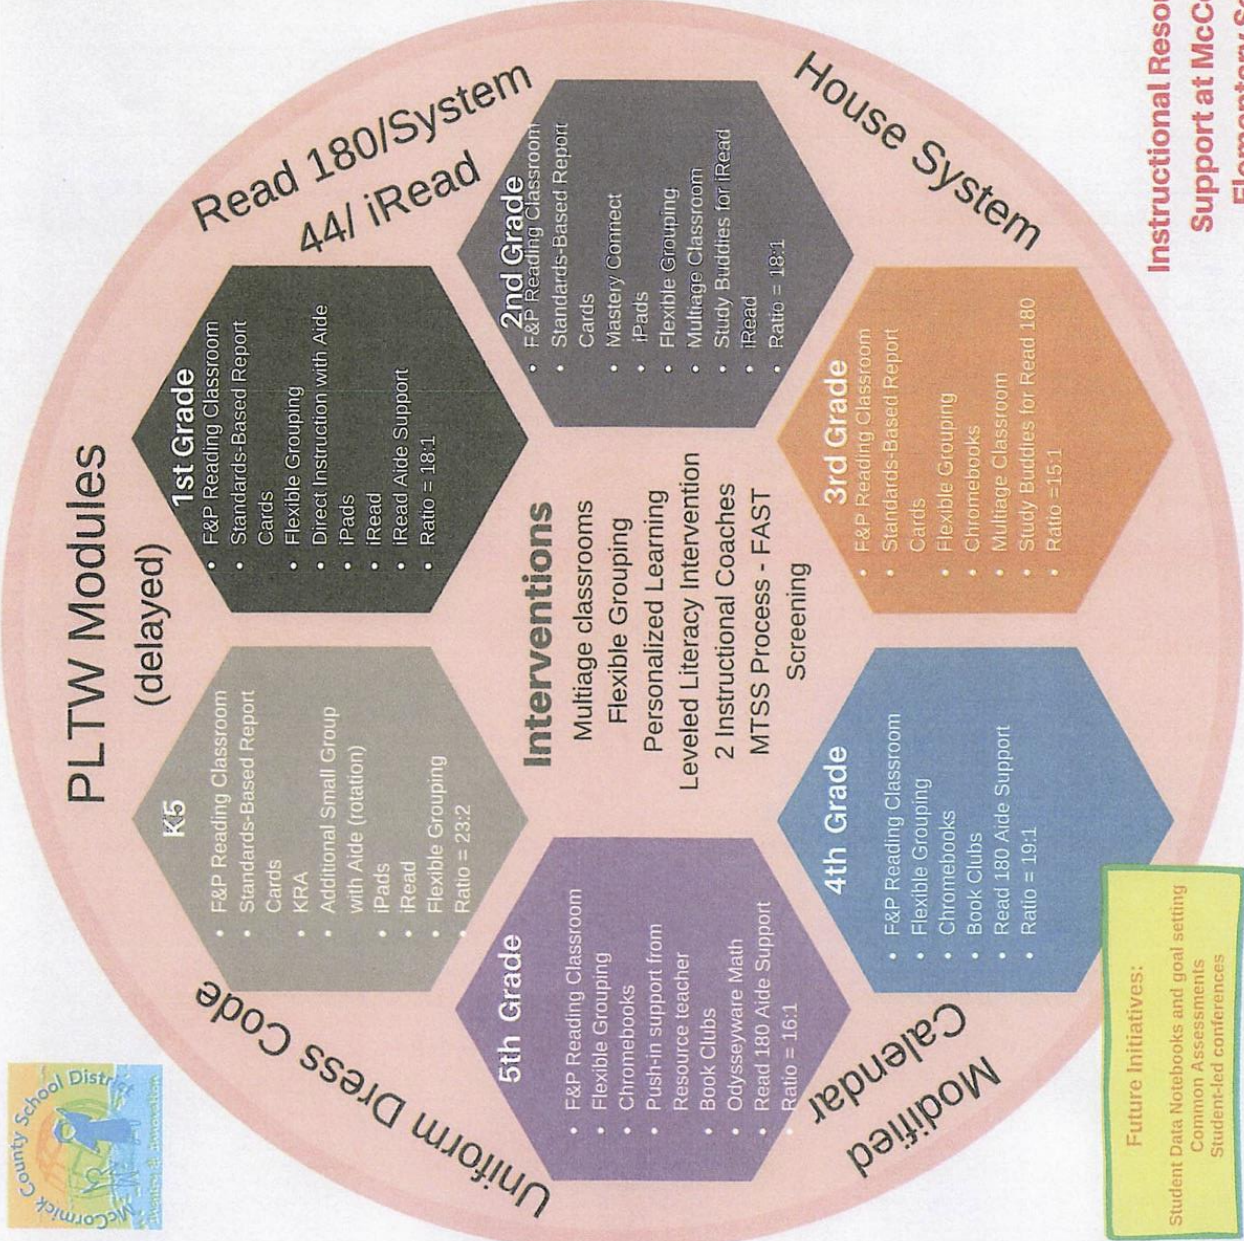 McCormick County School District
PLTW Modules
(delayed)
Read 180/System
44/ iRead
House System
Modified
Calendar
Uniform Dress Code
K5
• F&P Reading Classroom
• Standards-Based Report
Cards
• KRA
• Additional Small Group
with Aide (rotation)
• iPads
• iRead
• Flexible Grouping
• Ratio = 23:2
1st Grade
• F&P Reading Classroom
• Standards-Based Report
Cards
• Flexible Grouping
• Direct Instruction with Aide
• iPads
• iRead
• iRead Aide Support
• Ratio = 18:1
2nd Grade
• F&P Reading Classroom
• Standards-Based Report
Cards
• Mastery Connect
• iPads
• Flexible Grouping
• Multiage Classroom
• Study Buddies for iRead
• iRead
• Ratio = 18:1
Interventions
Multiage classrooms
Flexible Grouping
Personalized Learning
Leveled Literacy Intervention
2 Instructional Coaches
MTSS Process - FAST
Screening
5th Grade
• F&P Reading Classroom
• Flexible Grouping
• Chromebooks
• Push-in support from
Resource teacher
• Book Clubs
• Odysseyware Math
• Read 180 Aide Support
• Ratio = 16:1
4th Grade
• F&P Reading Classroom
• Flexible Grouping
• Chromebooks
• Book Clubs
• Read 180 Aide Support
• Ratio = 19:1
3rd Grade
• F&P Reading Classroom
• Standards-Based Report
Cards
• Flexible Grouping
• Chromebooks
• Multiage Classroom
• Study Buddies for Read 180
• Ratio =15:1
Future Initiatives:
Student Data Notebooks and goal setting
Common Assessments
Student-led conferences
Instructional Resou
Support at McCo
Elementary Sc